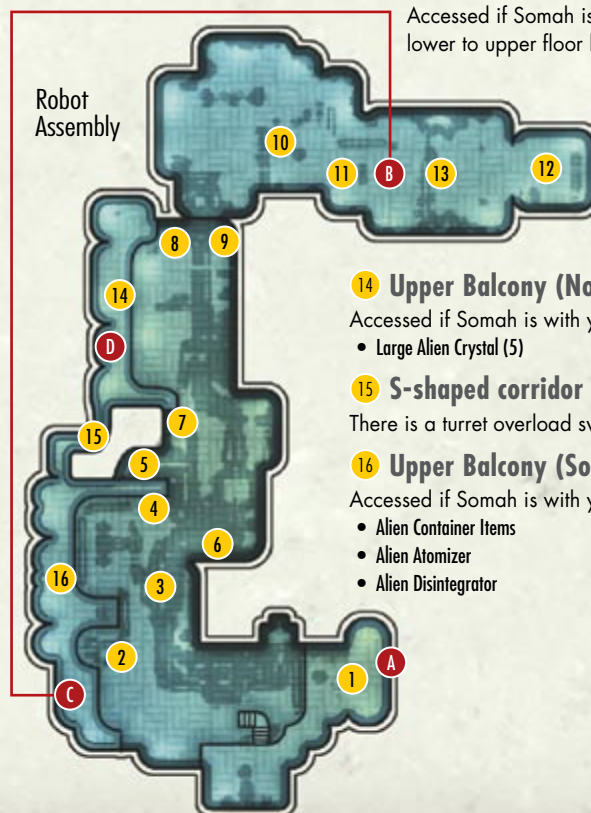 Accessed if Somah is
lower to upper floor
Robot
Assembly
10
11
B
13
12
8
9
14
D
15
7
5
4
6
16
3
2
1
A
C
14 Upper Balcony (No
Accessed if Somah is with
• Large Alien Crystal (5)
15 S-shaped corridor
There is a turret overload
16 Upper Balcony (So
Accessed if Somah is with
• Alien Container Items
• Alien Atomizer
• Alien Disintegrator